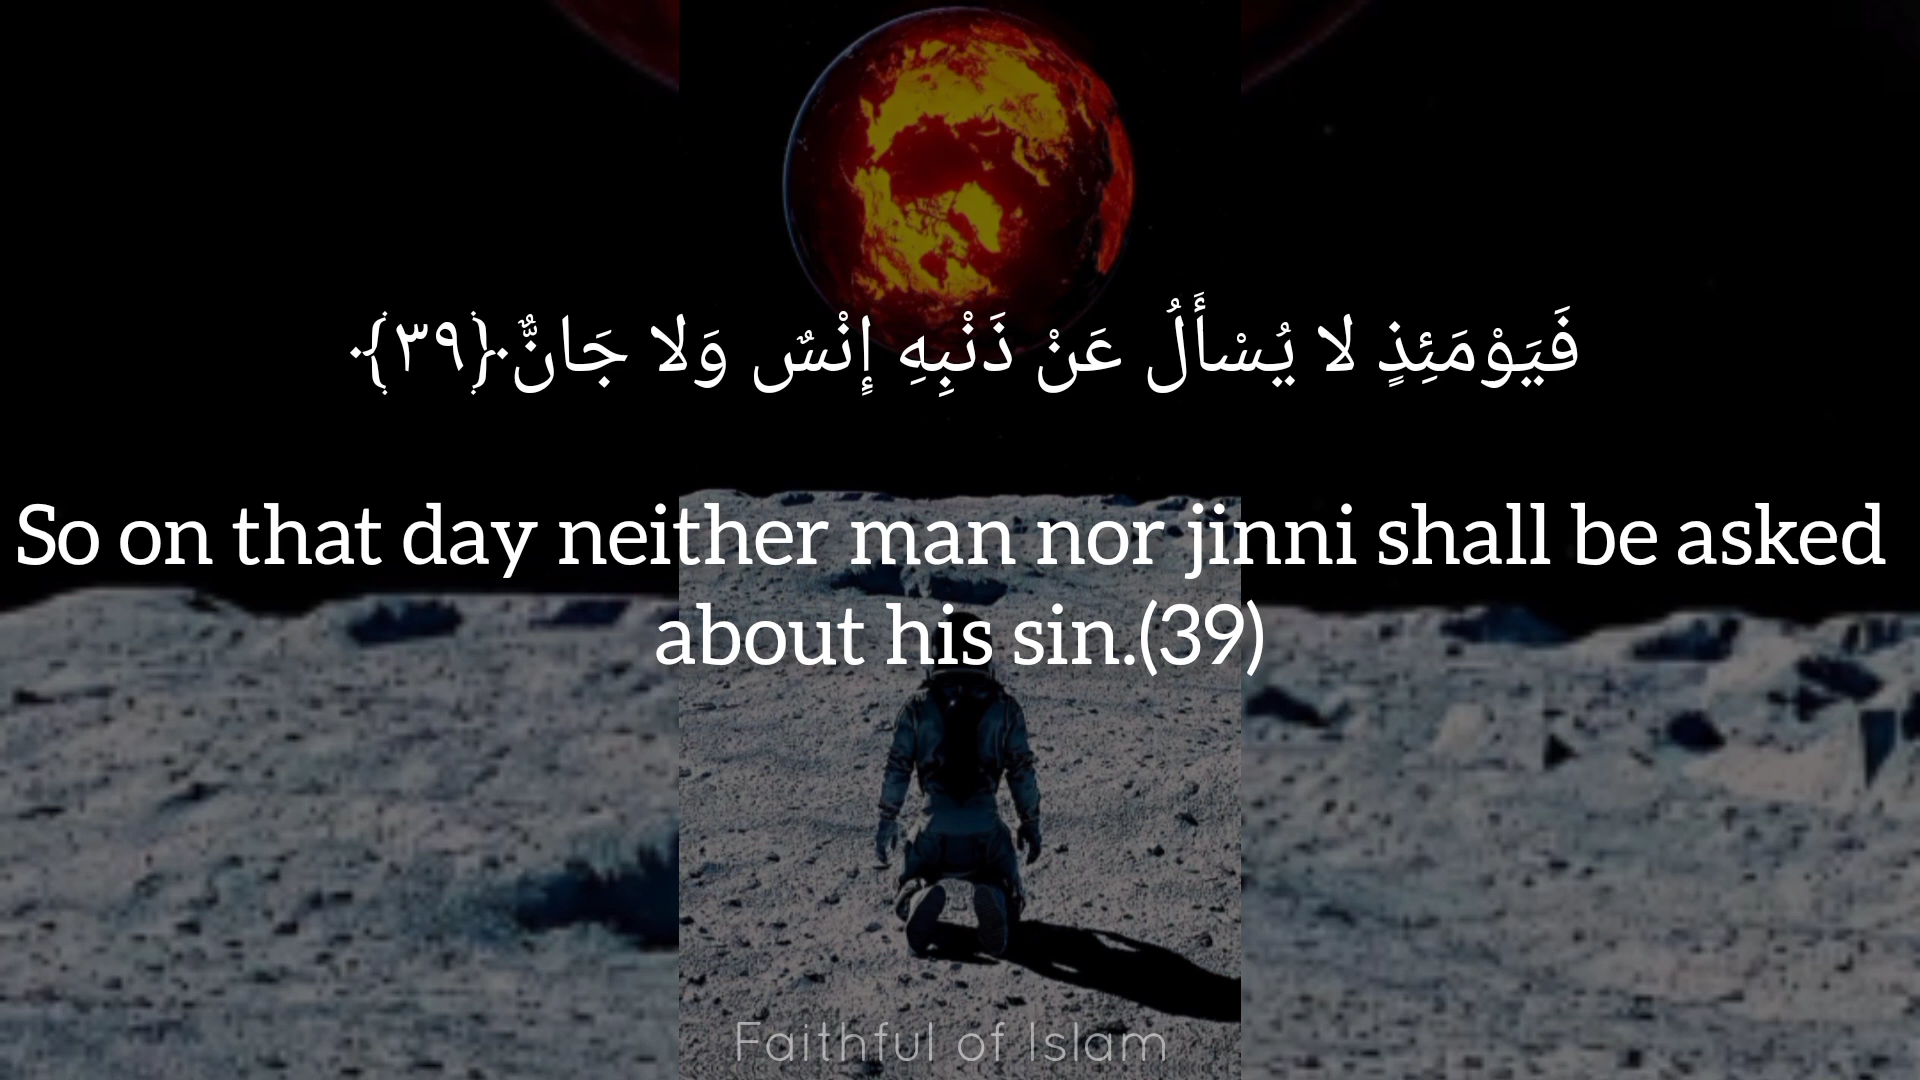 فَيَوْمَئِذٍ لا يُسْأَلُ عَنْ ذَنْبِهِ إِنْسٌ وَلا جَانٌّ ﴿٣٩﴾
So on that day neither man nor jinni shall be asked
about his sin.(39)
Faithful of Islam